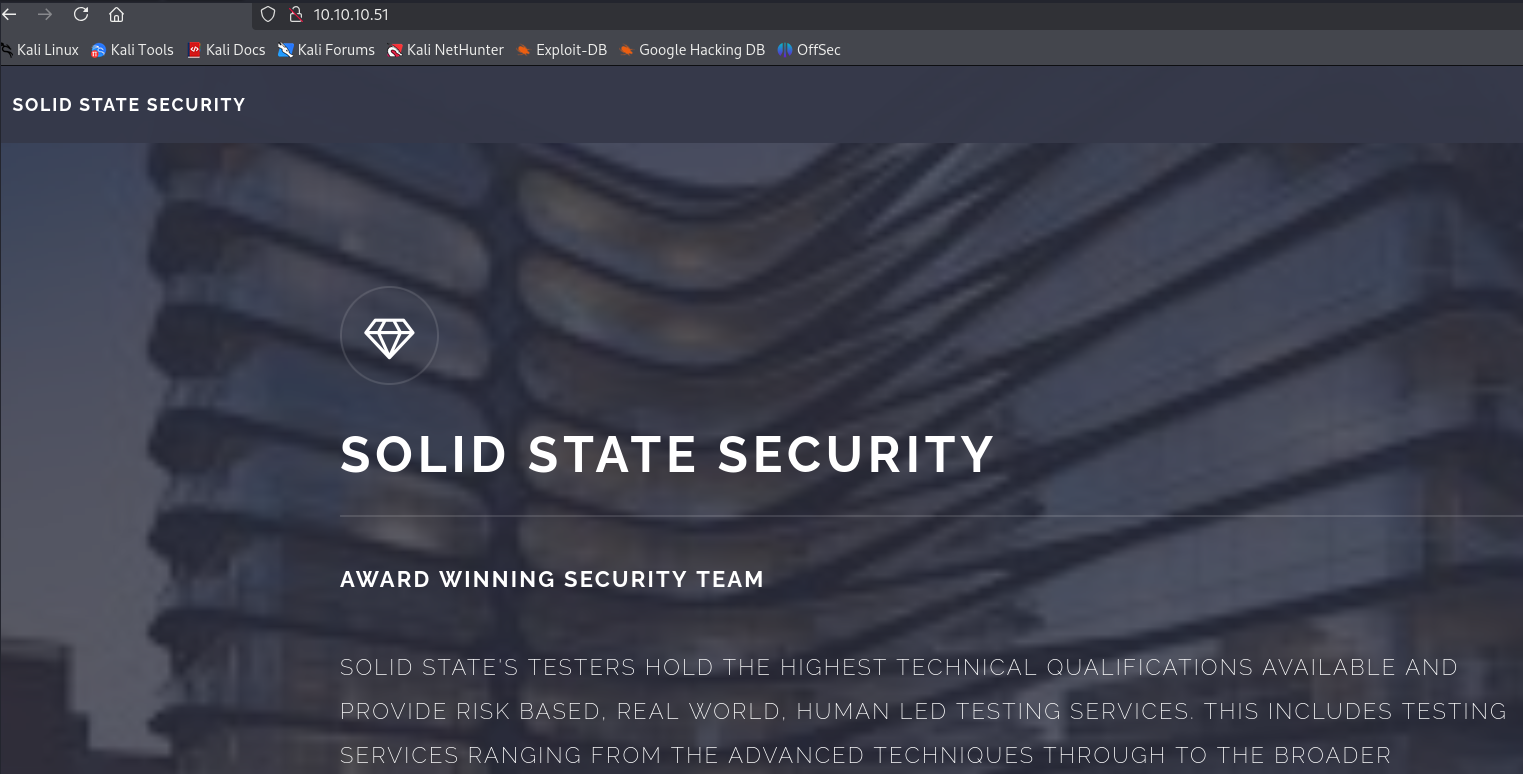 10.10.10.51
Kali Linux Kali Tools Kali Docs Kali Forums Kali NetHunter Exploit-DB Google Hacking DB OffSec
SOLID STATE SECURITY
SOLID STATE SECURITY
AWARD WINNING SECURITY TEAM
SOLID STATE'S TESTERS HOLD THE HIGHEST TECHNICAL QUALIFICATIONS AVAILABLE AND
PROVIDE RISK BASED, REAL WORLD, HUMAN LED TESTING SERVICES. THIS INCLUDES TESTING
SERVICES RANGING FROM THE ADVANCED TECHNIQUES THROUGH TO THE BROADER